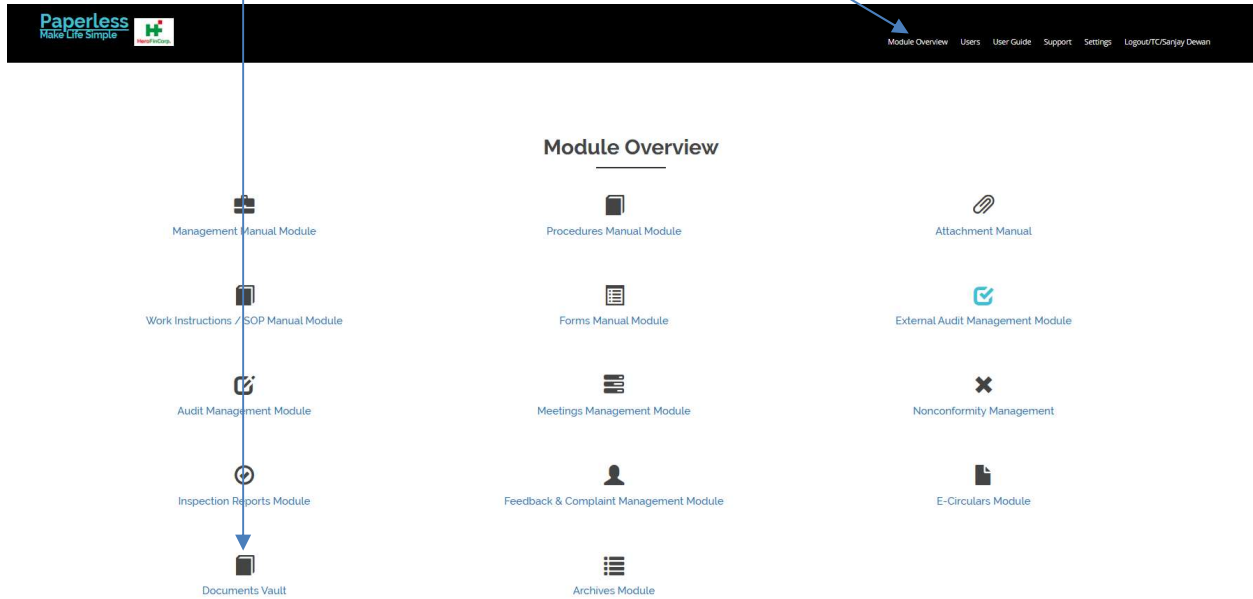 Paperless
Make Life Simple
HeroFinCorp.
Module Overview Users User Guide Support Settings Logout/TC/Sanjay Dewan
Module Overview
Management Manual Module
Procedures Manual Module
Attachment Manual
Work Instructions / SOP Manual Module
Forms Manual Module
External Audit Management Module
Audit Management Module
Meetings Management Module
Nonconformity Management
Inspection Reports Module
Feedback & Complaint Management Module
E-Circulars Module
Documents Vault
Archives Module